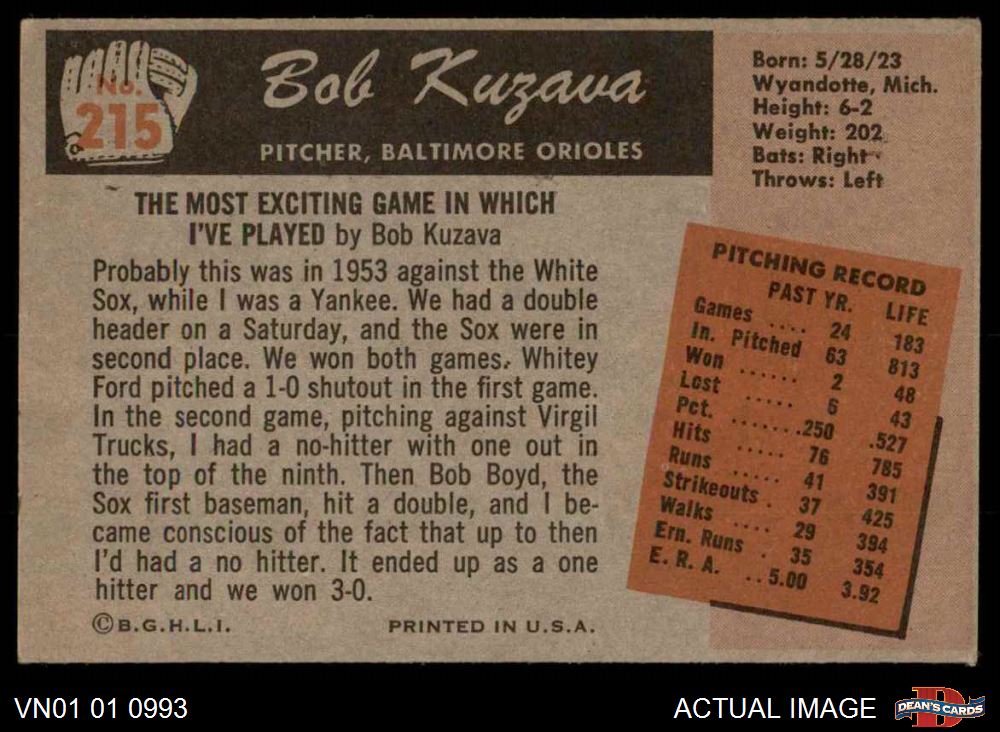 No.
215
Bob Kuzava
PITCHER, BALTIMORE ORIOLES
Born: 5/28/23
Wyandotte, Mich.
Height: 6-2
Weight: 202
Bats: Right
Throws: Left
THE MOST EXCITING GAME IN WHICH
I'VE PLAYED by Bob Kuzava
Probably this was in 1953 against the White
Sox, while I was a Yankee. We had a double
header on a Saturday, and the Sox were in
second place. We won both games. Whitey
Ford pitched a 1-0 shutout in the first game.
In the second game, pitching against Virgil
Trucks, I had a no-hitter with one out in
the top of the ninth. Then Bob Boyd, the
Sox first baseman, hit a double, and I be-
came conscious of the fact that up to then
I'd had a no hitter. It ended up as a one
hitter and we won 3-0.
©B.G.H.L.I. PRINTED IN U.S.A.
PITCHING RECORD
PAST YR. LIFE
Games .... 24 183
In. Pitched 63 813
Won ...... 2 48
Lost ..... 6 43
Pct. .......250 .527
Hits ..... 76 785
Runs ..... 41 391
Strikeouts . 37 425
Walks .... 29 394
Ern. Runs . 35 354
E. R. A. ..5.00 3.92
VN01 01 0993
ACTUAL IMAGE
D
DEAN'S CARDS